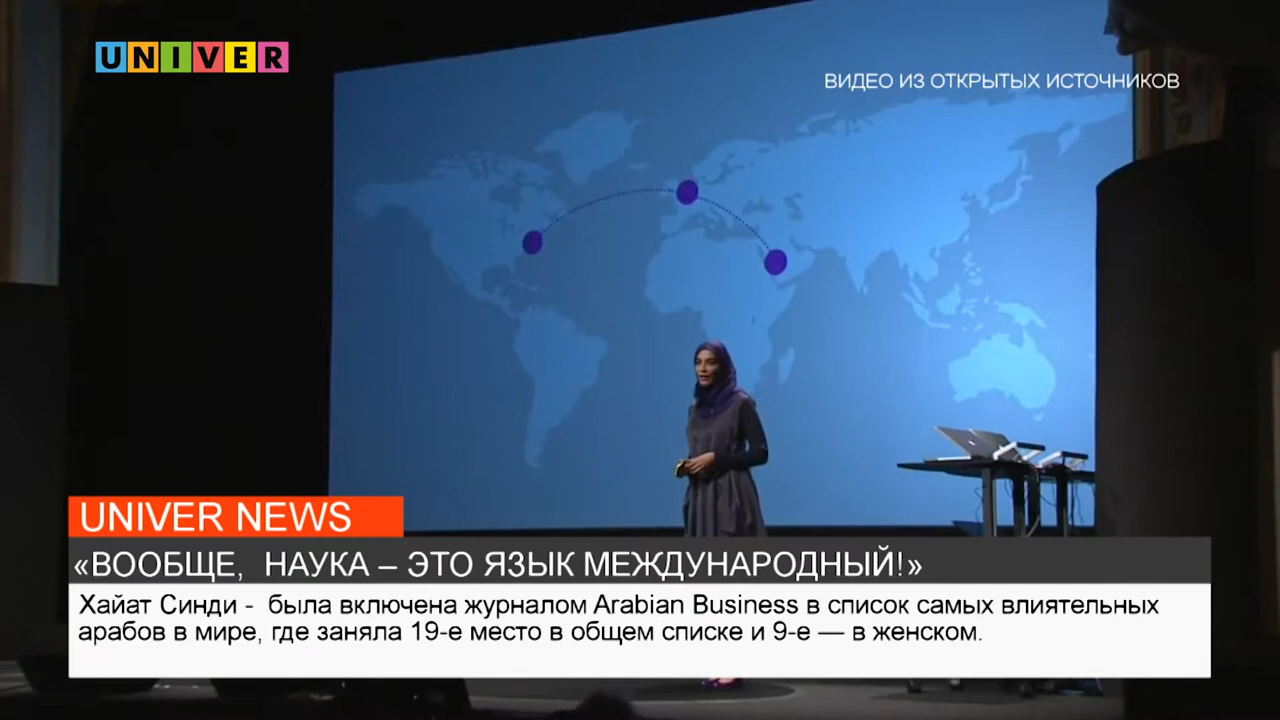 UNIVER
ВИДЕО ИЗ ОТКРЫТЫХ ИСТОЧНИКОВ
UNIVER NEWS
«ВООБЩЕ,  НАУКА – ЭТО ЯЗЫК МЕЖДУНАРОДНЫЙ!»
Хайат Синди -  была включена журналом Arabian Business в список самых влиятельных
арабов в мире, где заняла 19-е место в общем списке и 9-е — в женском.